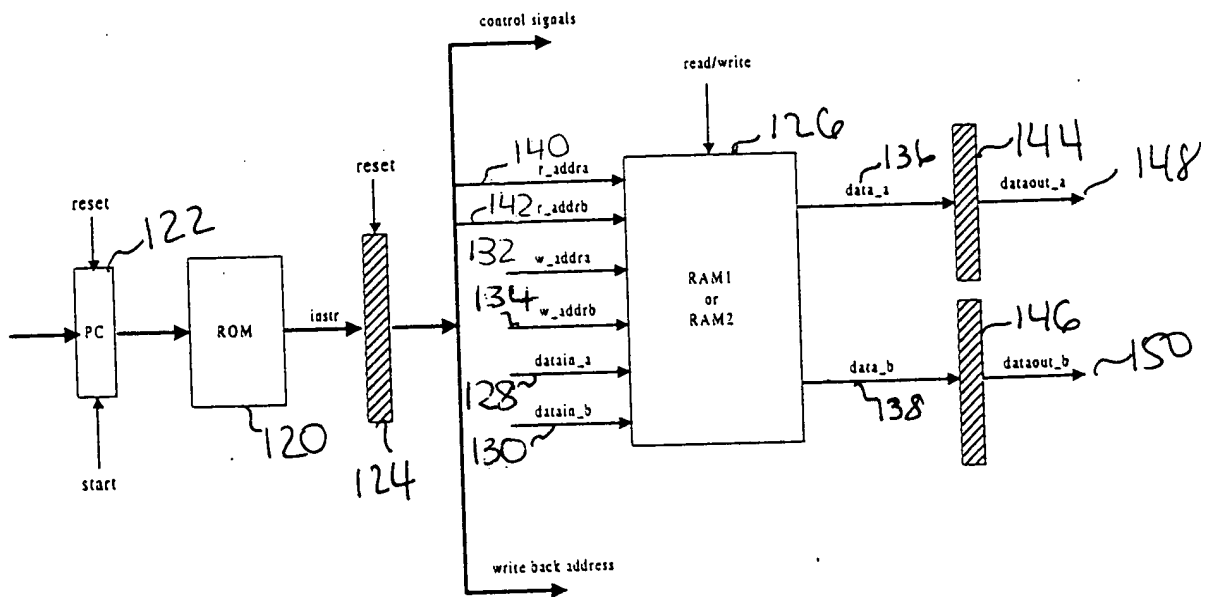 control signals
read/write
126
140
r_addra
reset
142 r_addrb
reset
122
132
w_addra
134
w_addrb
PC
ROM
instr
datain_a
128
datain_b
130
120
124
start
RAM1
or
RAM2
136
data_a
144
dataout_a
148
146
data_b
138
dataout_b
150
write back address